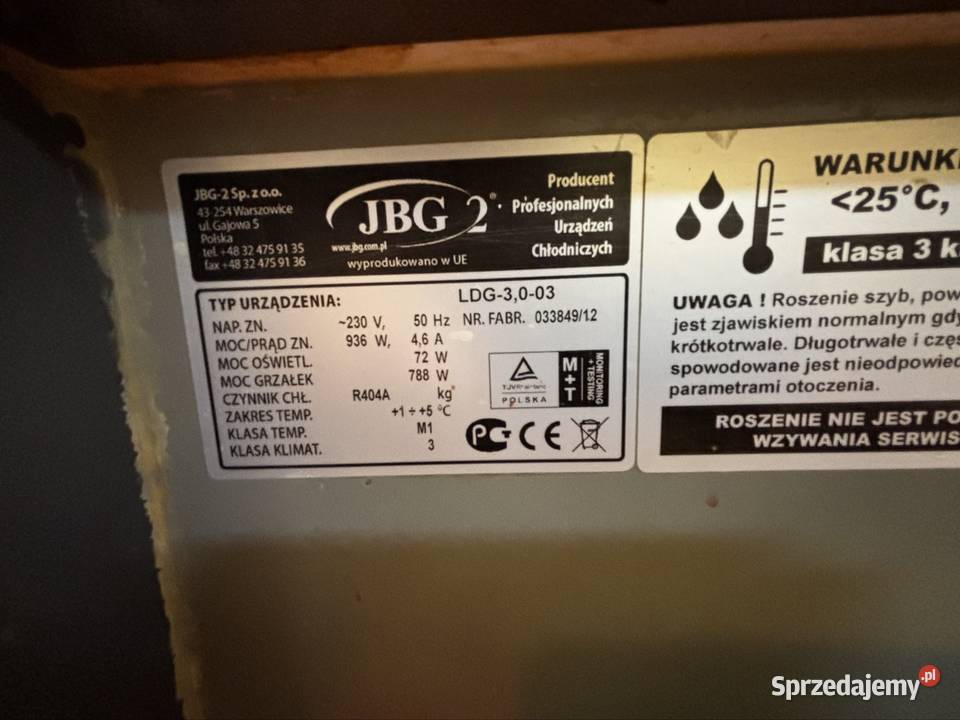 JBG-2 Sp. z o.o.
43-254 Warszowice
ul. Gajowa 5
Polska
tel. +48 32 475 91 35
fax +48 32 475 91 36
JBG 2®
www.jbg.com.pl
wyprodukowano w UE
Producent
Profesjonalnych
Urządzeń
Chłodniczych
TYP URZĄDZENIA: LDG-3,0-03
NAP. ZN. ~230 V, 50 Hz NR. FABR. 033849/12
MOC/PRĄD ZN. 936 W, 4,6 A
MOC OŚWIETL. 72 W
MOC GRZAŁEK 788 W
CZYNNIK CHŁ. R404A kg
ZAKRES TEMP. +1 ÷ +5 °C
KLASA TEMP. M1
KLASA KLIMAT. 3
POLSKA
M+T
MONITORING
+ TESTING
CE
WARUNK
<25°C,
klasa 3 k
UWAGA ! Roszenie szyb, pow
jest zjawiskiem normalnym gdy
krótkotrwałe. Długotrwałe i częs
spowodowane jest nieodpowied
parametrami otoczenia.
ROSZENIE NIE JEST PO
WZYWANIA SERWIS
Sprzedajemy.pl